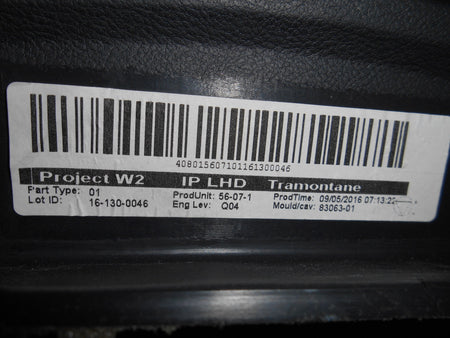 408015607101161300046
Project W2 IP LHD Tramontane
Part Type: 01 ProdUnit: 56-07-1 ProdTime: 09/05/2016 07:13:22
Lot ID: 16-130-0046 Eng Lev: Q04 Mould/cav: 83063-01